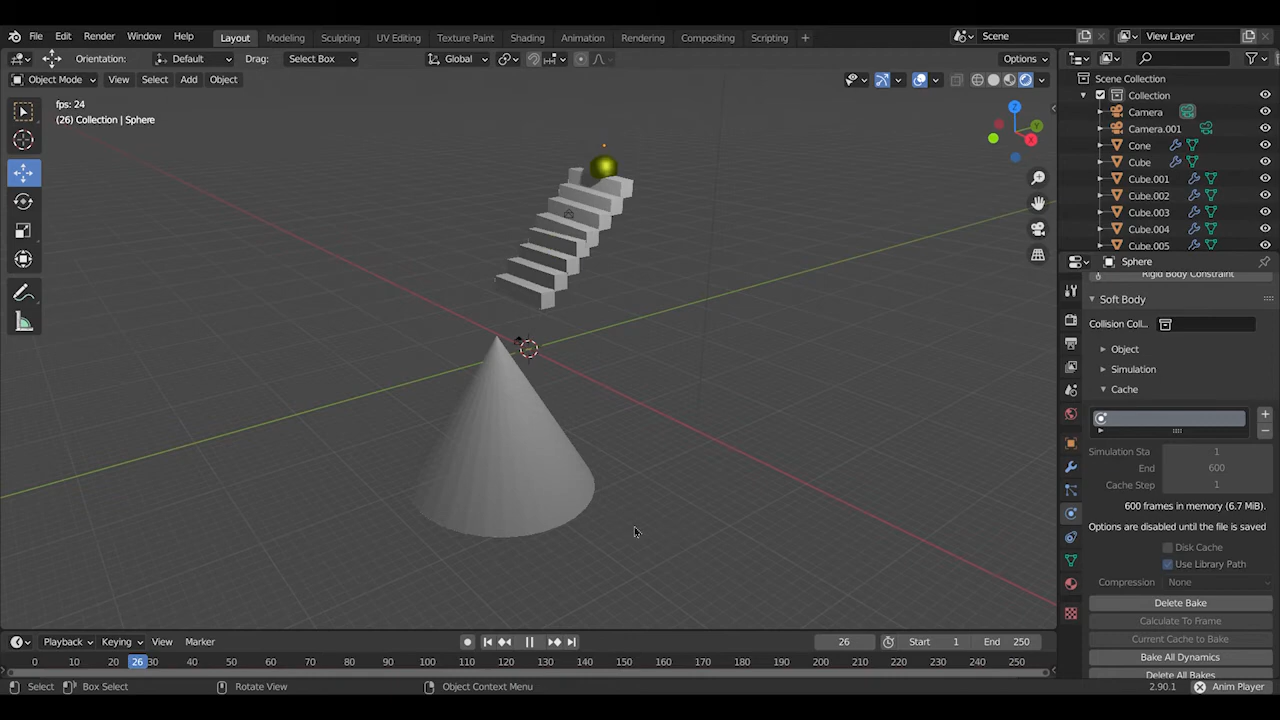 File Edit Render Window Help
Layout Modeling Sculpting UV Editing Texture Paint Shading Animation Rendering Compositing Scripting +
Scene
View Layer
Orientation: Default Drag: Select Box
Global
Options
Object Mode View Select Add Object
fps: 24
(26) Collection | Sphere
Z
Y
X
Scene Collection
Collection
Camera
Camera.001
Cone
Cube
Cube.001
Cube.002
Cube.003
Cube.004
Cube.005
Sphere
Rigid Body Constraint
Soft Body
Collision Coll...
Object
Simulation
Cache
Simulation Sta 1
End 600
Cache Step 1
600 frames in memory (6.7 MiB).
Options are disabled until the file is saved
Disk Cache
Use Library Path
Compression None
Delete Bake
Calculate To Frame
Current Cache to Bake
Bake All Dynamics
Delete All Bakes
Playback Keying View Marker
26 Start 1 End 250
0 10 20 26 30 40 50 60 70 80 90 100 110 120 130 140 150 160 170 180 190 200 210 220 230 240 250
Select Box Select Rotate View Object Context Menu
2.90.1 Anim Player